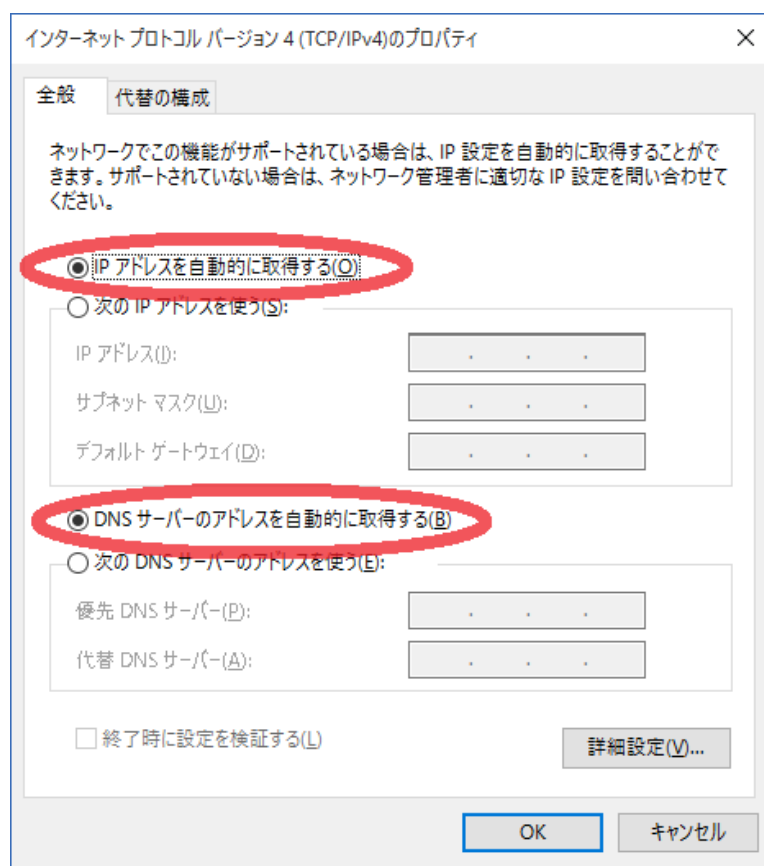 インターネット プロトコル バージョン 4 (TCP/IPv4)のプロパティ
全般
代替の構成
ネットワークでこの機能がサポートされている場合は、IP 設定を自動的に取得することがで
きます。サポートされていない場合は、ネットワーク管理者に適切な IP 設定を問い合わせて
ください。
IP アドレスを自動的に取得する(O)
次の IP アドレスを使う(S):
IP アドレス(I):
サブネット マスク(U):
デフォルト ゲートウェイ(D):
DNS サーバーのアドレスを自動的に取得する(B)
次の DNS サーバーのアドレスを使う(E):
優先 DNS サーバー(P):
代替 DNS サーバー(A):
終了時に設定を検証する(L)
詳細設定(V)...
OK
キャンセル